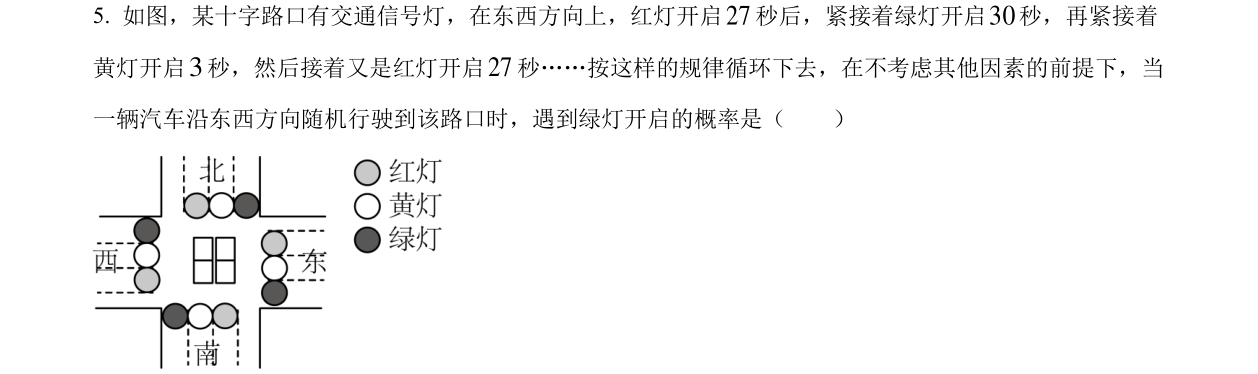 5. 如图，某十字路口有交通信号灯，在东西方向上，红灯开启27秒后，紧接着绿灯开启30秒，再紧接着
黄灯开启3秒，然后接着又是红灯开启27秒……按这样的规律循环下去，在不考虑其他因素的前提下，当
一辆汽车沿东西方向随机行驶到该路口时，遇到绿灯开启的概率是（　　）
北
红灯
黄灯
绿灯
西
东
南